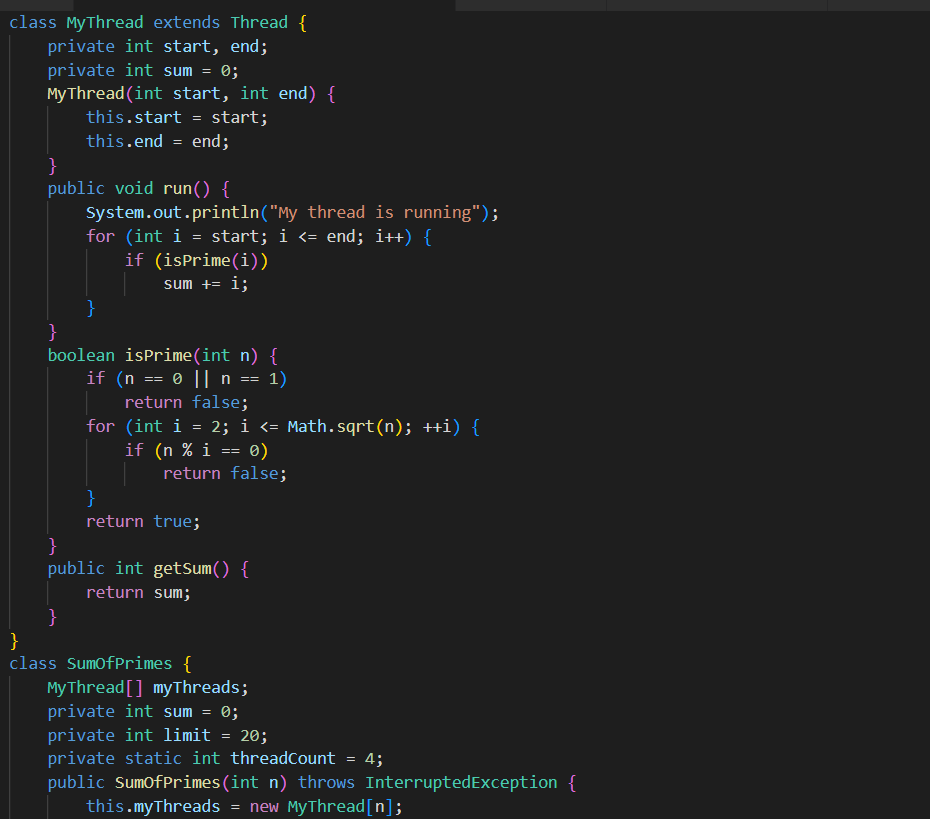 class MyThread extends Thread {
    private int start, end;
    private int sum = 0;
    MyThread(int start, int end) {
        this.start = start;
        this.end = end;
    }
    public void run() {
        System.out.println("My thread is running");
        for (int i = start; i <= end; i++) {
            if (isPrime(i))
                sum += i;
        }
    }
    boolean isPrime(int n) {
        if (n == 0 || n == 1)
            return false;
        for (int i = 2; i <= Math.sqrt(n); ++i) {
            if (n % i == 0)
                return false;
        }
        return true;
    }
    public int getSum() {
        return sum;
    }
}
class SumOfPrimes {
    MyThread[] myThreads;
    private int sum = 0;
    private int limit = 20;
    private static int threadCount = 4;
    public SumOfPrimes(int n) throws InterruptedException {
        this.myThreads = new MyThread[n];